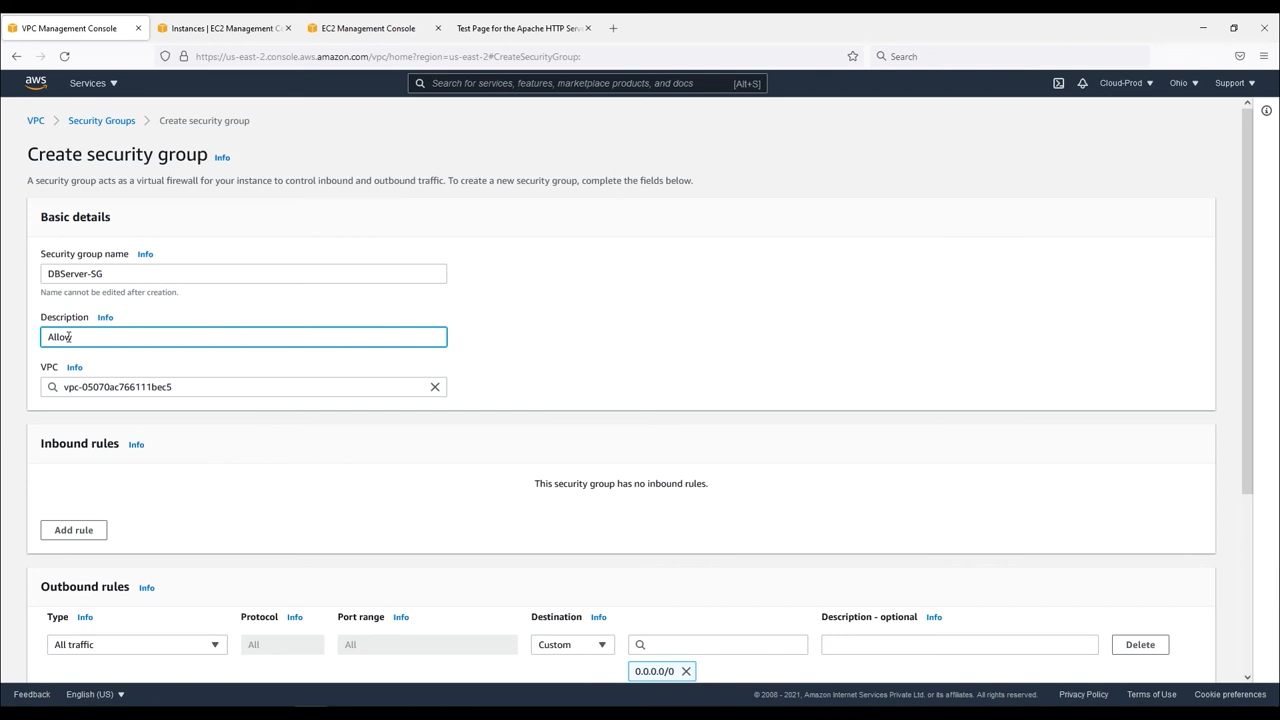 VPC Management Console
Instances | EC2 Management C
EC2 Management Console
Test Page for the Apache HTTP Serv
https://us-east-2.console.aws.amazon.com/vpc/home?region=us-east-2#CreateSecurityGroup:
Search
aws
Services
Search for services, features, marketplace products, and docs
[Alt+S]
Cloud-Prod
Ohio
Support
VPC
Security Groups
Create security group
Create security group Info
A security group acts as a virtual firewall for your instance to control inbound and outbound traffic. To create a new security group, complete the fields below.
Basic details
Security group name Info
DBServer-SG
Name cannot be edited after creation.
Description Info
Allow
VPC Info
vpc-05070ac766111bec5
Inbound rules Info
This security group has no inbound rules.
Add rule
Outbound rules Info
Type Info Protocol Info Port range Info Destination Info Description - optional Info
All traffic All All Custom Delete
0.0.0.0/0
Feedback English (US) © 2008 - 2021, Amazon Internet Services Private Ltd. or its affiliates. All rights reserved. Privacy Policy Terms of Use Cookie preferences